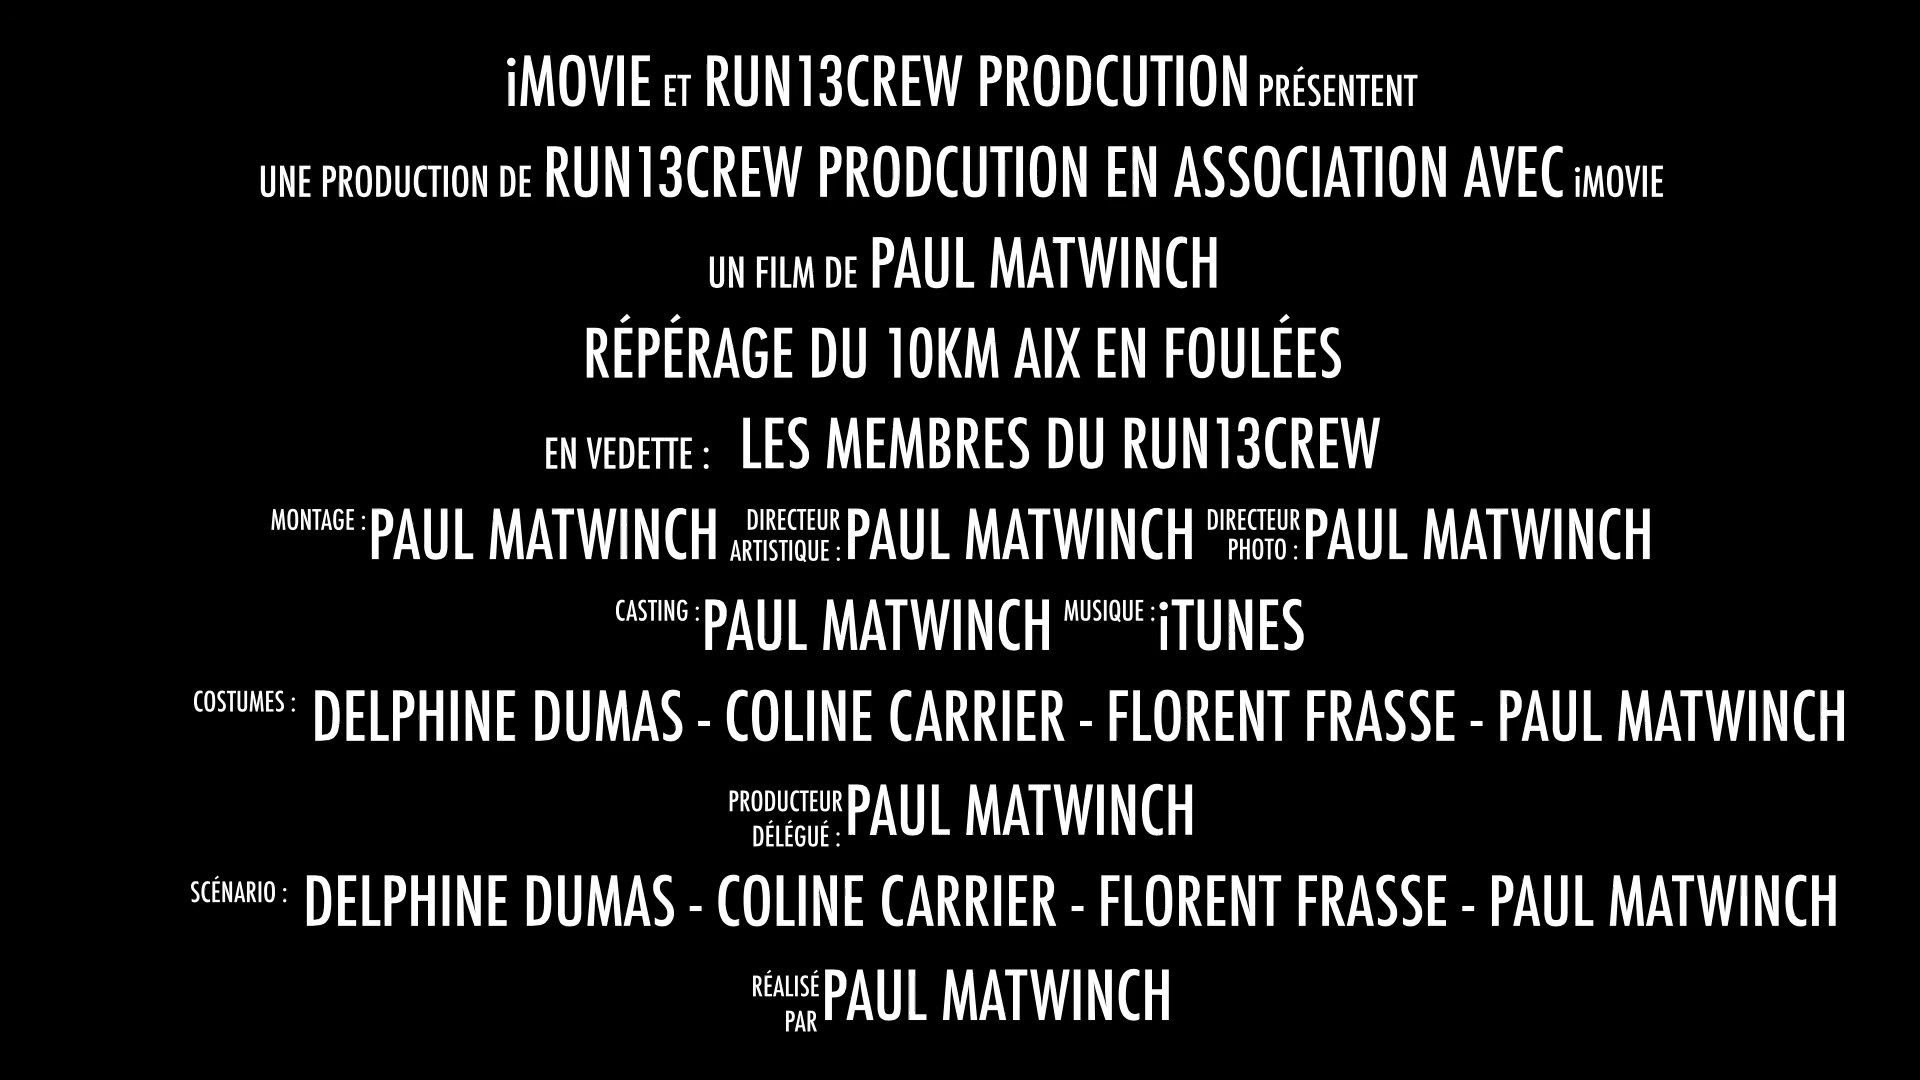 iMOVIE ET RUN13CREW PRODCUTION PRÉSENTENT
UNE PRODUCTION DE RUN13CREW PRODCUTION EN ASSOCIATION AVEC iMOVIE
UN FILM DE PAUL MATWINCH
RÉPÉRAGE DU 10KM AIX EN FOULÉES
EN VEDETTE : LES MEMBRES DU RUN13CREW
MONTAGE : PAUL MATWINCH DIRECTEUR ARTISTIQUE : PAUL MATWINCH DIRECTEUR PHOTO : PAUL MATWINCH
CASTING : PAUL MATWINCH MUSIQUE : iTUNES
COSTUMES : DELPHINE DUMAS - COLINE CARRIER - FLORENT FRASSE - PAUL MATWINCH
PRODUCTEUR DÉLÉGUÉ : PAUL MATWINCH
SCÉNARIO : DELPHINE DUMAS - COLINE CARRIER - FLORENT FRASSE - PAUL MATWINCH
RÉALISÉ PAR PAUL MATWINCH